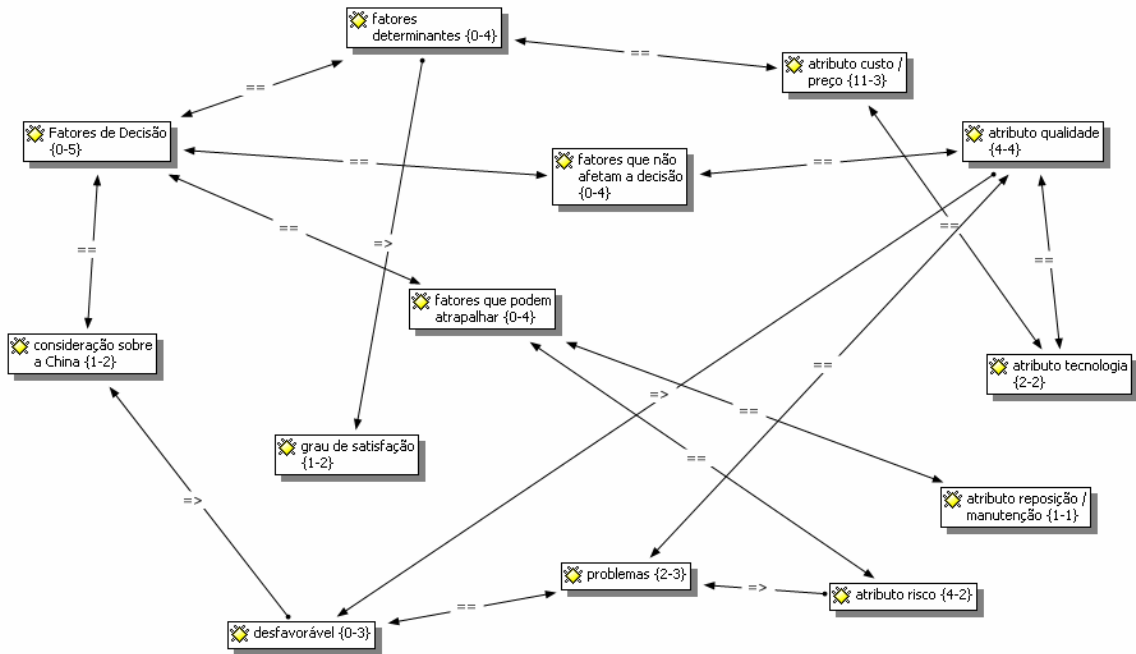 fatores
determinantes {0-4}
==
atributo custo /
preço {11-3}
==
Fatores de Decisão
{0-5}
atributo qualidade
{4-4}
==
fatores que não
afetam a decisão
{0-4}
==
==
==
==
=>
==
fatores que podem
atrapalhar {0-4}
consideração sobre
a China {1-2}
atributo tecnologia
{2-2}
==
=>
==
grau de satisfação
{1-2}
==
=>
atributo reposição /
manutenção {1-1}
problemas {2-3}
=>
atributo risco {4-2}
==
desfavorável {0-3}